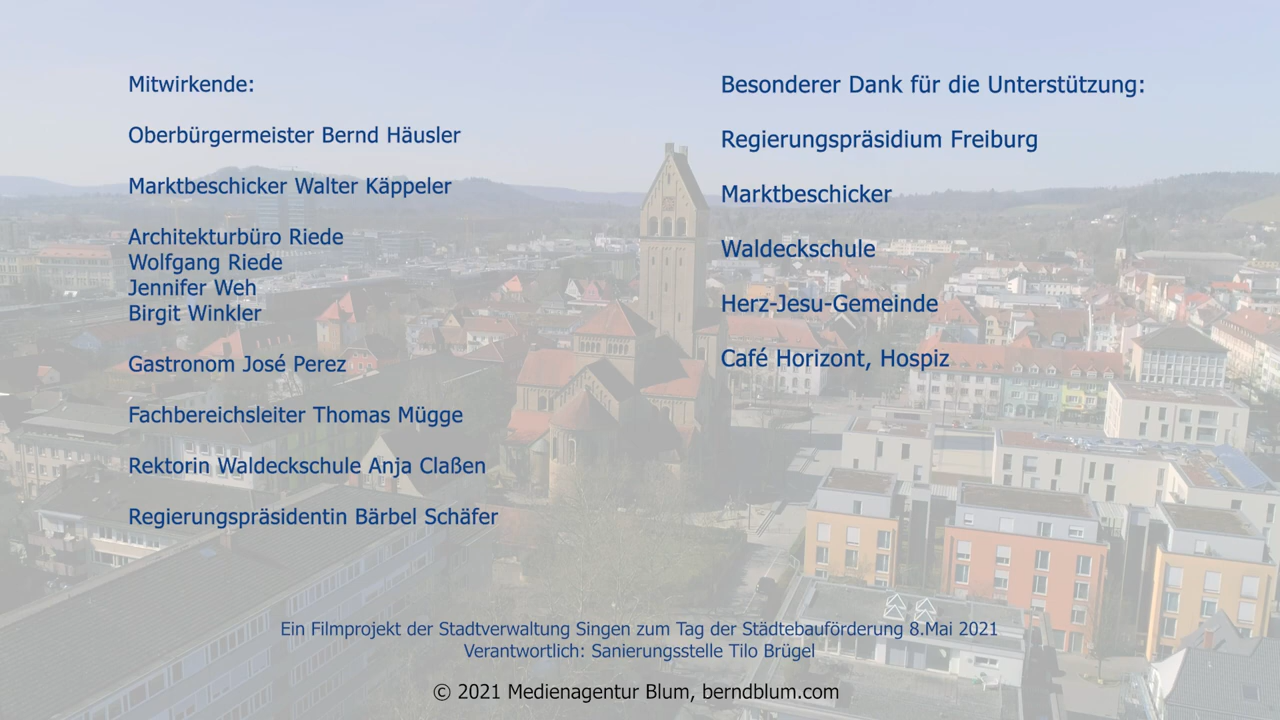 Mitwirkende:
Oberbürgermeister Bernd Häusler
Marktbeschicker Walter Käppeler
Architekturbüro Riede
Wolfgang Riede
Jennifer Weh
Birgit Winkler
Gastronom José Perez
Fachbereichsleiter Thomas Mügge
Rektorin Waldeckschule Anja Claßen
Regierungspräsidentin Bärbel Schäfer
Besonderer Dank für die Unterstützung:
Regierungspräsidium Freiburg
Marktbeschicker
Waldeckschule
Herz-Jesu-Gemeinde
Café Horizont, Hospiz
Ein Filmprojekt der Stadtverwaltung Singen zum Tag der Städtebauförderung 8.Mai 2021
Verantwortlich: Sanierungsstelle Tilo Brügel
© 2021 Medienagentur Blum, berndblum.com